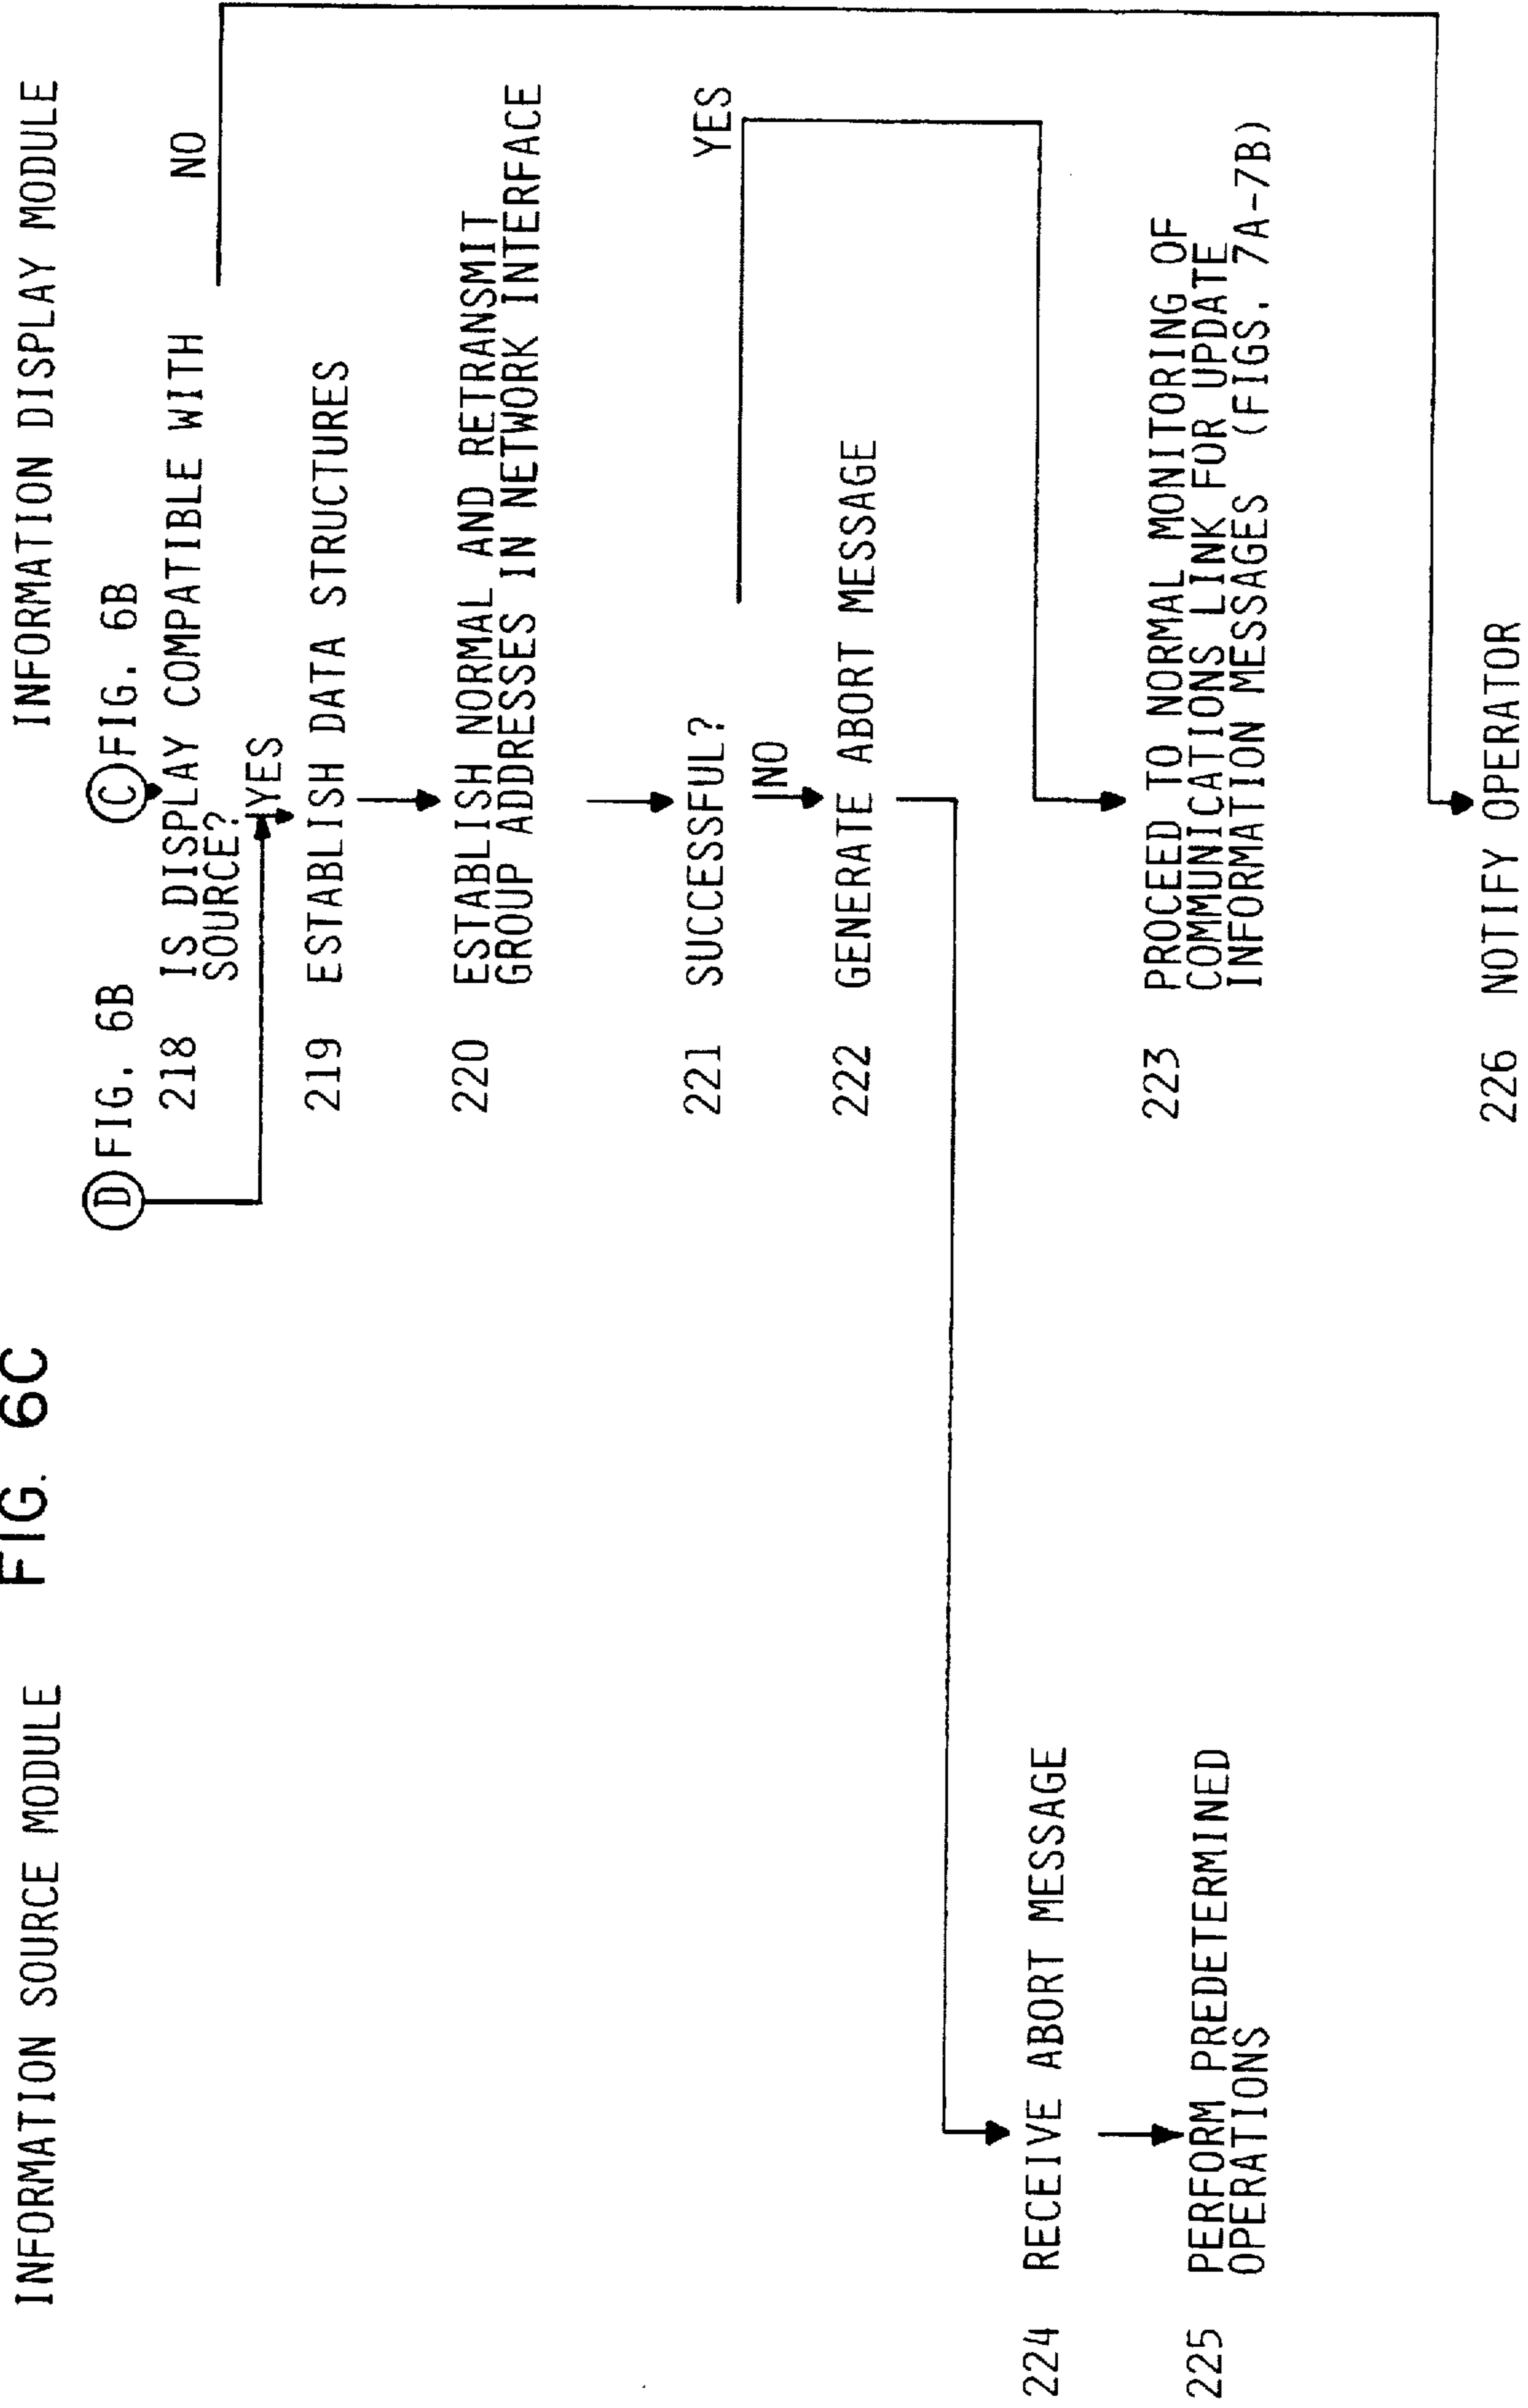 FIG. 6C
INFORMATION SOURCE MODULE
INFORMATION DISPLAY MODULE
D FIG. 6B
C FIG. 6B
218 IS DISPLAY COMPATIBLE WITH
SOURCE?
NO
YES
219 ESTABLISH DATA STRUCTURES
220 ESTABLISH NORMAL AND RETRANSMIT
GROUP ADDRESSES IN NETWORK INTERFACE
221 SUCCESSFUL?
YES
NO
222 GENERATE ABORT MESSAGE
224 RECEIVE ABORT MESSAGE
225 PERFORM PREDETERMINED
OPERATIONS
223 PROCEED TO NORMAL MONITORING OF
COMMUNICATIONS LINK FOR UPDATE
INFORMATION MESSAGES (FIGS. 7A-7B)
226 NOTIFY OPERATOR